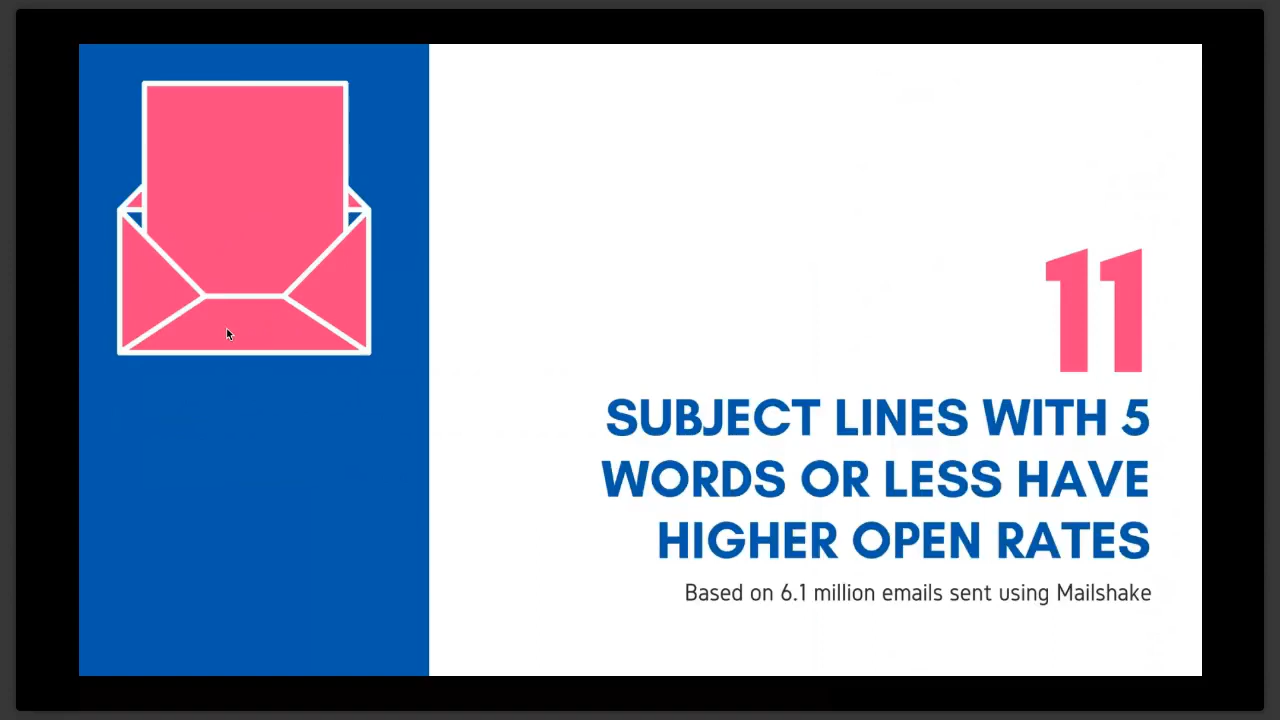 11
SUBJECT LINES WITH 5
WORDS OR LESS HAVE
HIGHER OPEN RATES
Based on 6.1 million emails sent using Mailshake